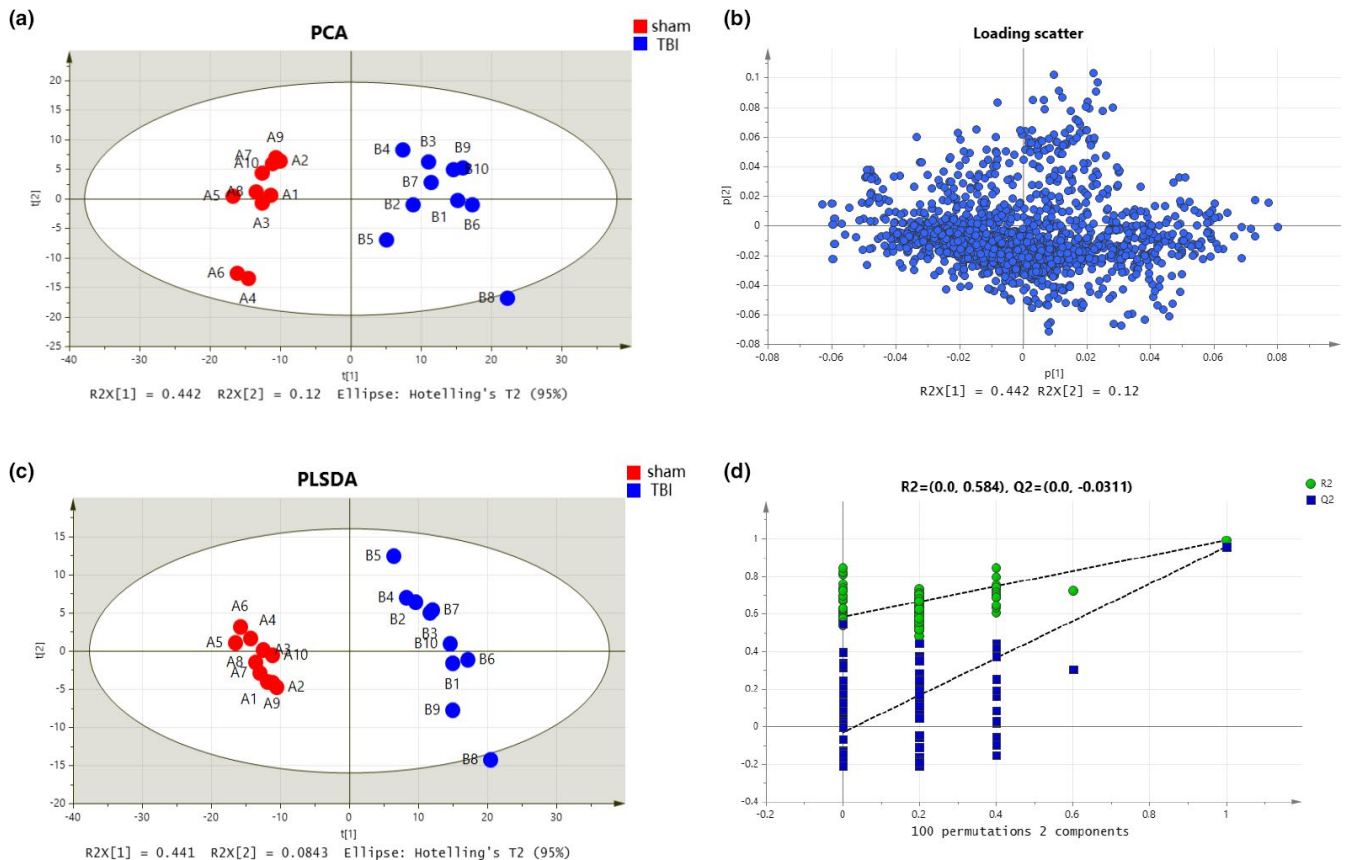 (a)
PCA
sham
TBI
20
15
10
5
0
-5
-10
-15
-20
-25
t[2]
A9
A7
A10
A2
A8
A5
A1
A3
A6
A4
B4
B3
B9
B10
B7
B2
B1
B6
B5
B8
-40 -30 -20 -10 0 10 20 30
t[1]
R2X[1] = 0.442 R2X[2] = 0.12 Ellipse: Hotelling's T2 (95%)
(b)
Loading scatter
0.1
0.08
0.06
0.04
0.02
0
-0.02
-0.04
-0.06
-0.08
p[2]
-0.08 -0.06 -0.04 -0.02 0 0.02 0.04 0.06 0.08
p[1]
R2X[1] = 0.442 R2X[2] = 0.12
(c)
PLSDA
sham
TBI
15
10
5
0
-5
-10
-15
-20
t[2]
A6
A4
A5
A3
A8
A10
A7
A1
A2
A9
B5
B4
B7
B2
B3
B10
B6
B1
B9
B8
-40 -30 -20 -10 0 10 20 30 40
t[1]
R2X[1] = 0.441 R2X[2] = 0.0843 Ellipse: Hotelling's T2 (95%)
(d)
R2=(0.0, 0.584), Q2=(0.0, -0.0311)
R2
Q2
1
0.8
0.6
0.4
0.2
0
-0.2
-0.4
-0.2 0 0.2 0.4 0.6 0.8 1
100 permutations 2 components